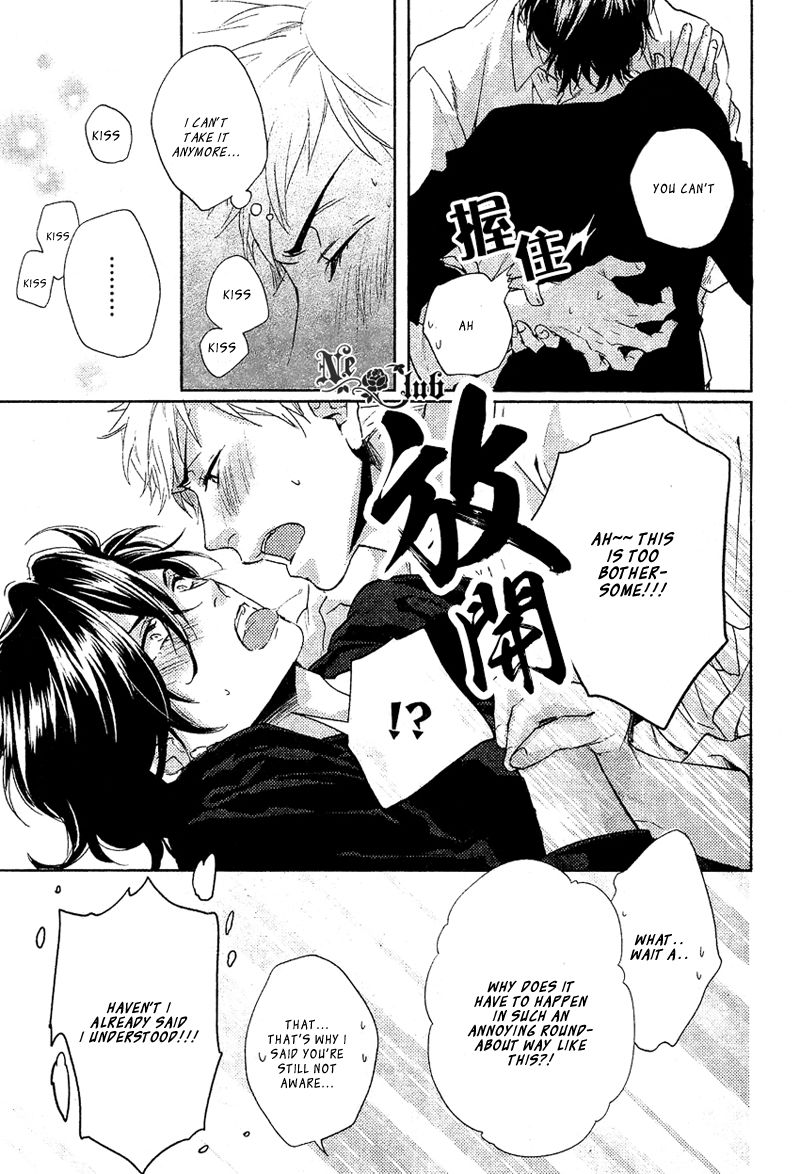 YOU CAN'T
握住
AH
I CAN'T
TAKE IT
ANYMORE...
KISS
KISS
KISS
KISS
KISS
.........
Ne Club
AH~~ THIS
IS TOO
BOTHER-
SOME!!!
放開
!?
WHAT..
WAIT A..
WHY DOES IT
HAVE TO HAPPEN
IN SUCH AN
ANNOYING ROUND-
ABOUT WAY LIKE
THIS?!
THAT...
THAT'S WHY I
SAID YOU'RE
STILL NOT
AWARE...
HAVEN'T I
ALREADY SAID
I UNDERSTOOD!!!